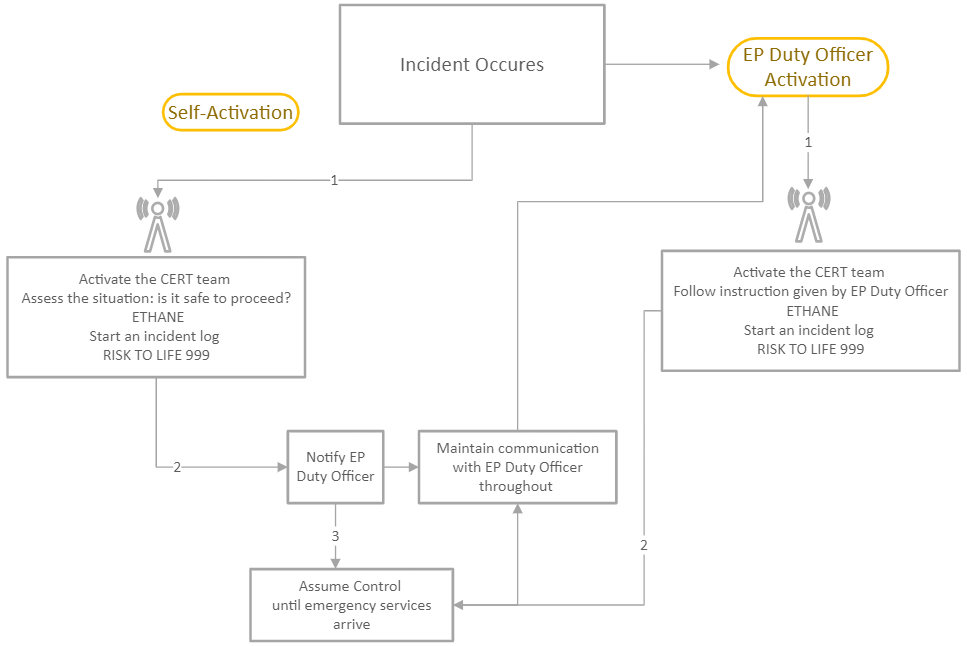 Incident Occures
EP Duty Officer
Activation
Self-Activation
1
1
Activate the CERT team
Assess the situation: is it safe to proceed?
ETHANE
Start an incident log
RISK TO LIFE 999
Activate the CERT team
Follow instruction given by EP Duty Officer
ETHANE
Start an incident log
RISK TO LIFE 999
2
Notify EP
Duty Officer
Maintain communication
with EP Duty Officer
throughout
3
2
Assume Control
until emergency services
arrive